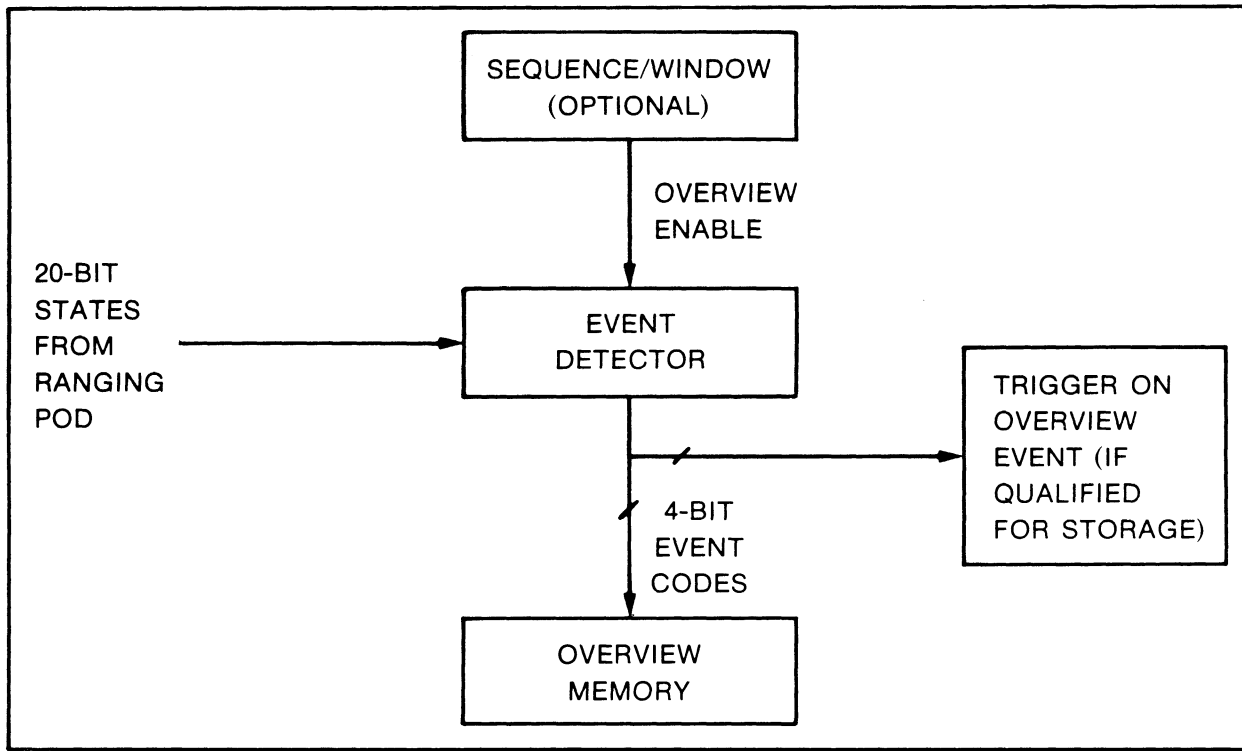 SEQUENCE/WINDOW
(OPTIONAL)
OVERVIEW
ENABLE
20-BIT
STATES
FROM
RANGING
POD
EVENT
DETECTOR
TRIGGER ON
OVERVIEW
EVENT (IF
QUALIFIED
FOR STORAGE)
4-BIT
EVENT
CODES
OVERVIEW
MEMORY